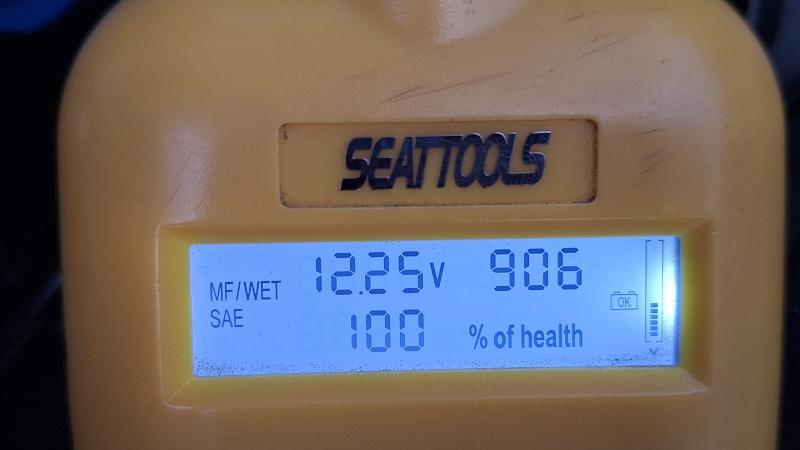 SEATTOOLS
MF/WET 12.25V 906
OK
SAE 100 % of health